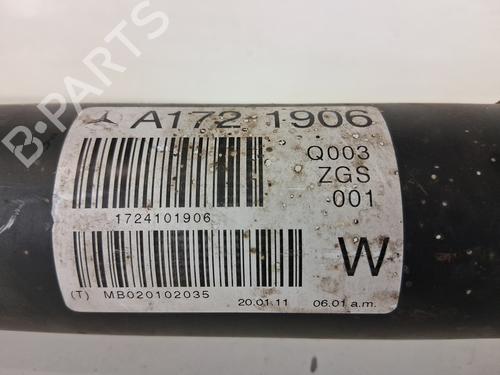 A172 1906
Q003
ZGS
001
1724101906
W
(T) MB020102035 20.01.11 06.01 a.m.
B-PARTS